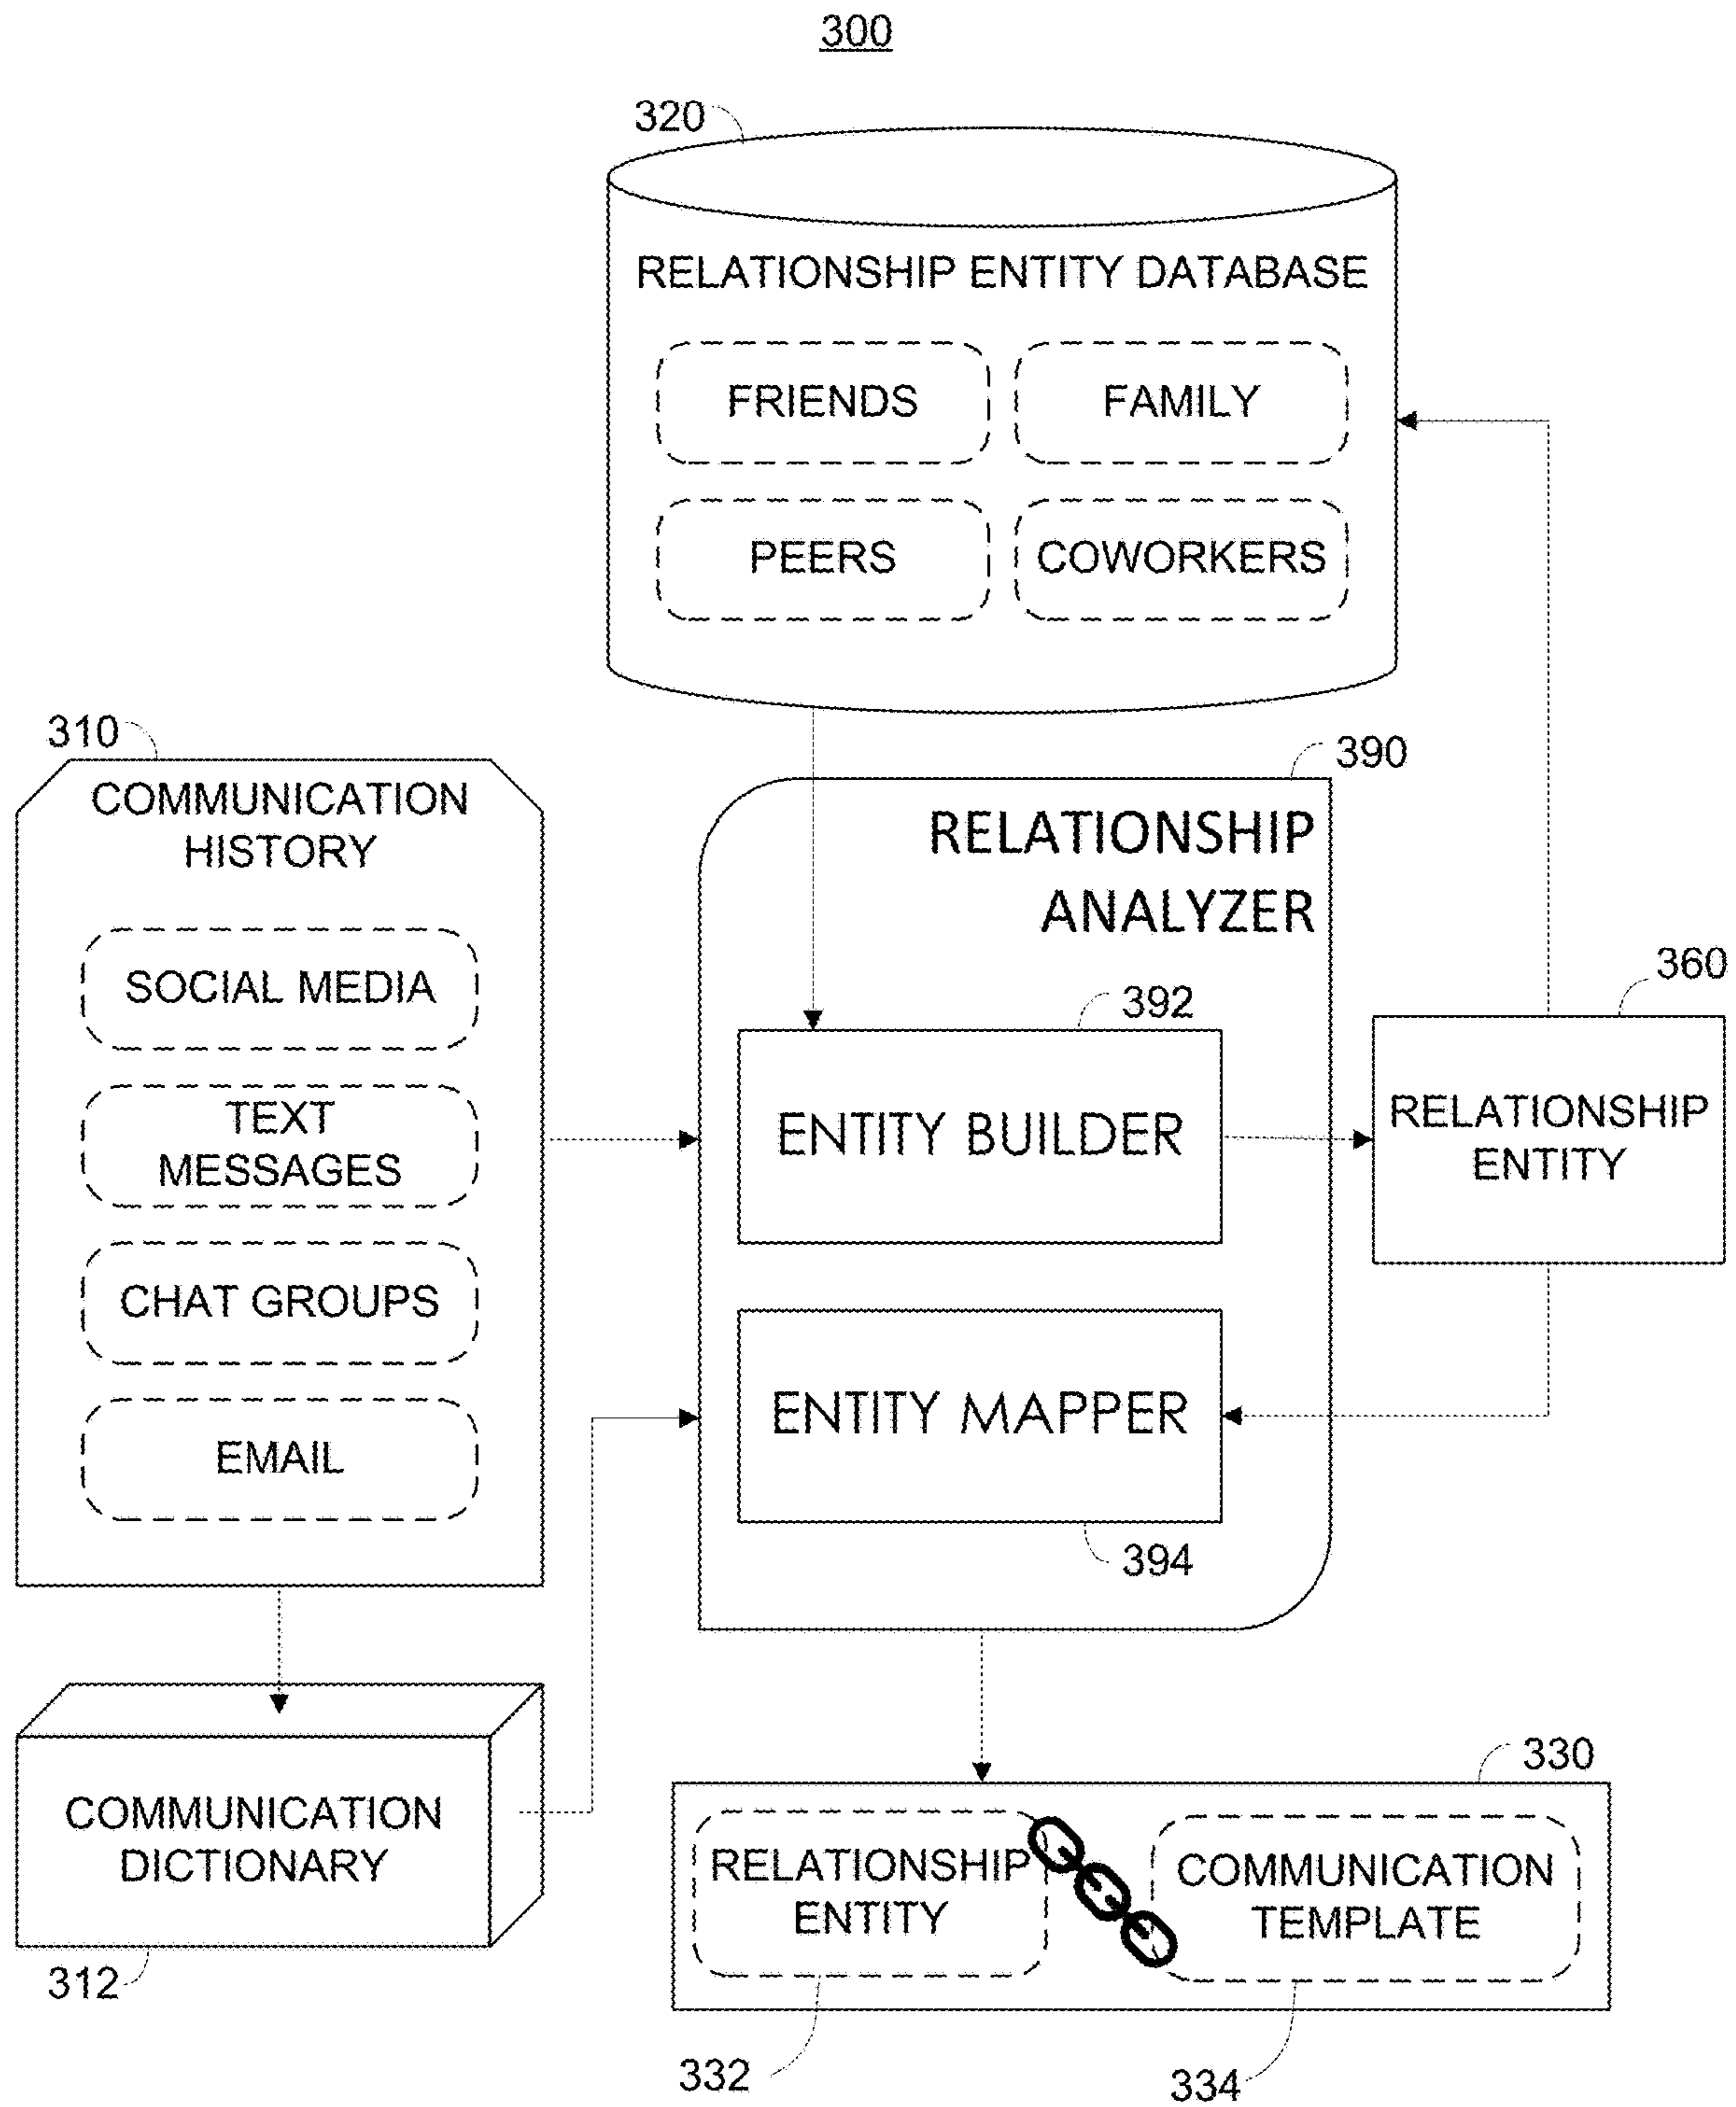 300
320
RELATIONSHIP ENTITY DATABASE
FRIENDS
FAMILY
PEERS
COWORKERS
310
COMMUNICATION
HISTORY
SOCIAL MEDIA
TEXT
MESSAGES
CHAT GROUPS
EMAIL
390
RELATIONSHIP
ANALYZER
392
ENTITY BUILDER
360
RELATIONSHIP
ENTITY
ENTITY MAPPER
394
COMMUNICATION
DICTIONARY
312
330
RELATIONSHIP
ENTITY
COMMUNICATION
TEMPLATE
332
334